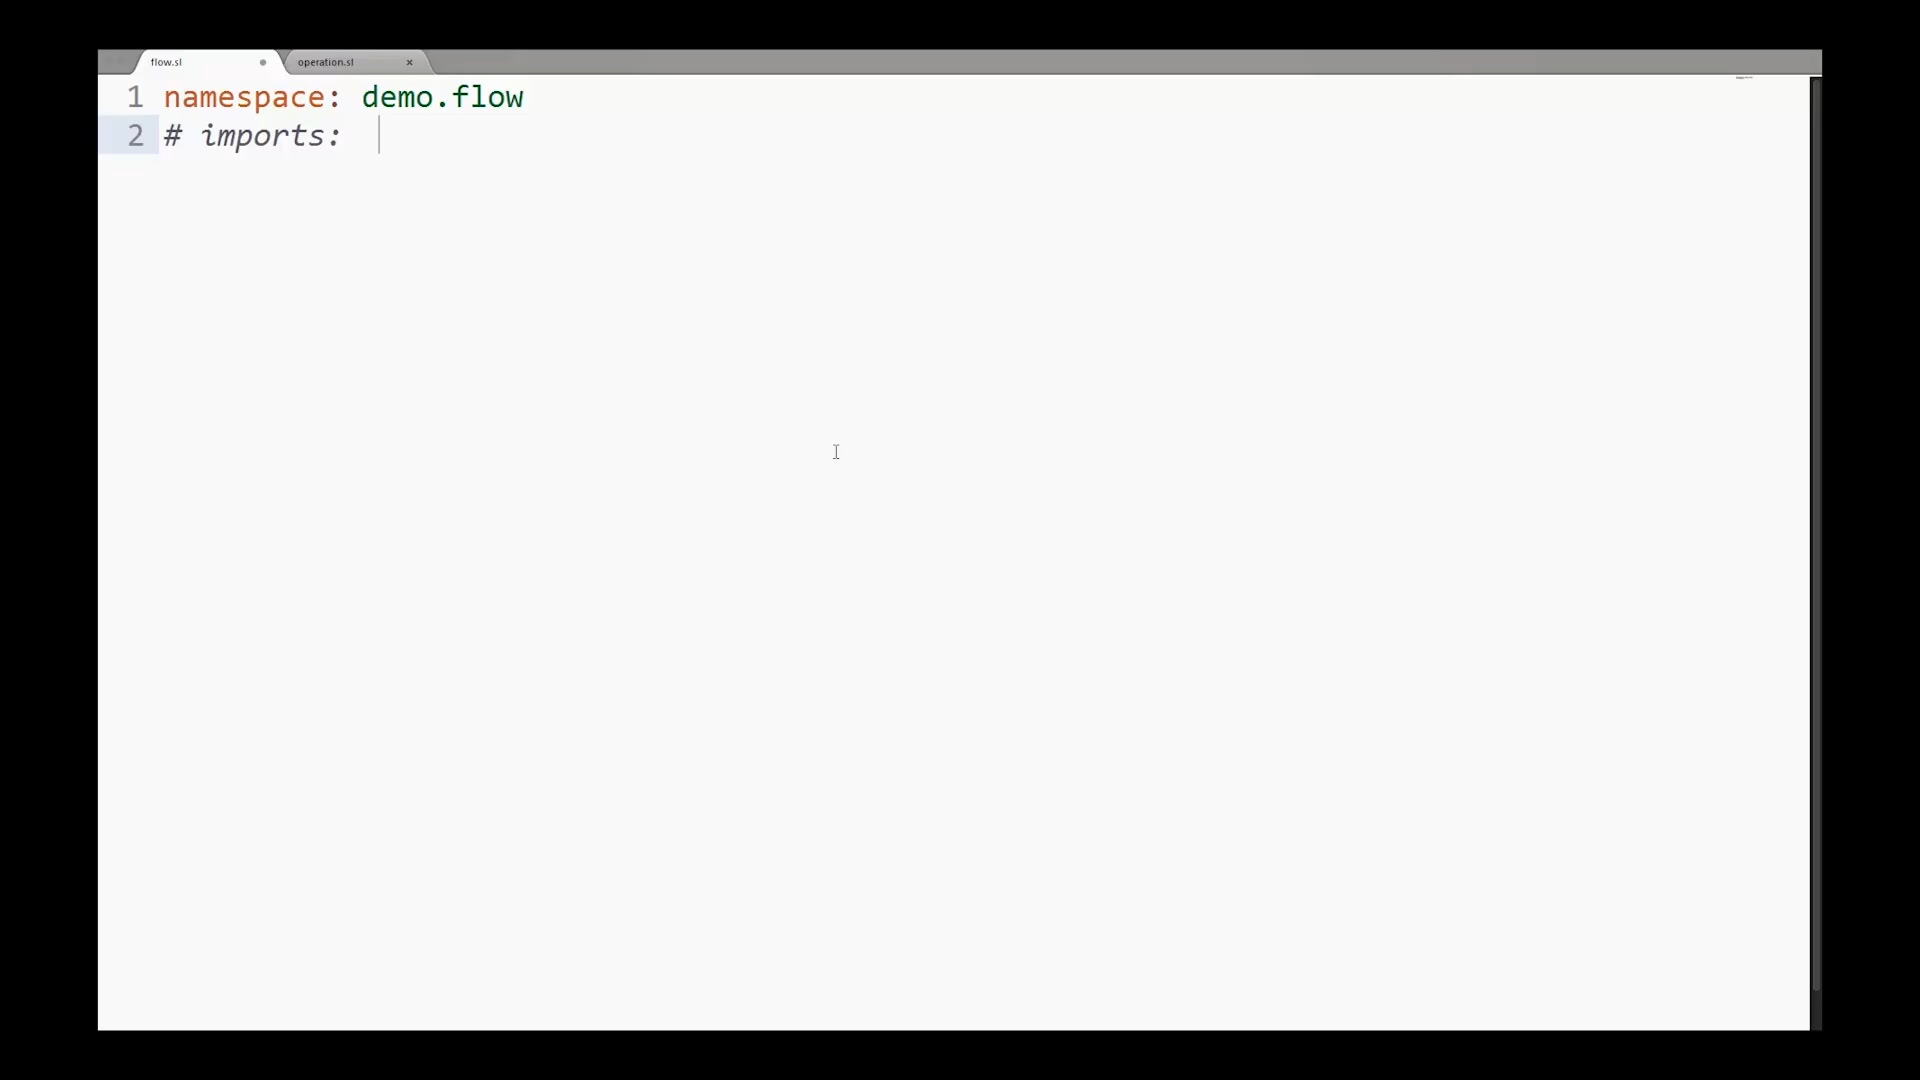 flow.sl operation.sl
1 namespace: demo.flow
2 # imports: